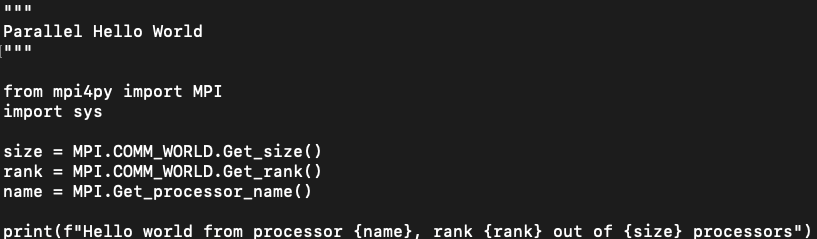 """
Parallel Hello World
"""
from mpi4py import MPI
import sys
size = MPI.COMM_WORLD.Get_size()
rank = MPI.COMM_WORLD.Get_rank()
name = MPI.Get_processor_name()
print(f"Hello world from processor {name}, rank {rank} out of {size} processors")